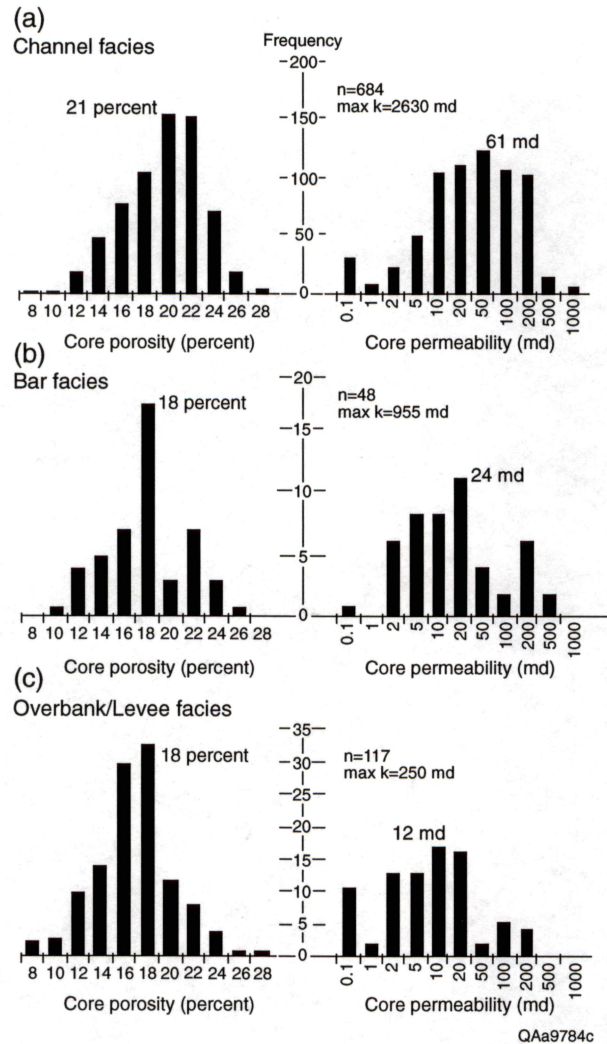 (a)
Channel facies
Frequency
200
n=684
max k=2630 md
21 percent
150
61 md
100
50
0
8 10 12 14 16 18 20 22 24 26 28
0.1 1 2 5 10 20 50 100 200 500 1000
Core porosity (percent)
Core permeability (md)
(b)
Bar facies
20
18 percent
n=48
max k=955 md
15
24 md
10
5
0
8 10 12 14 16 18 20 22 24 26 28
0.1 1 2 5 10 20 50 100 200 500 1000
Core porosity (percent)
Core permeability (md)
(c)
Overbank/Levee facies
35
18 percent
n=117
max k=250 md
30
25
20
12 md
15
10
5
0
8 10 12 14 16 18 20 22 24 26 28
0.1 1 2 5 10 20 50 100 200 500 1000
Core porosity (percent)
Core permeability (md)
QAa9784c